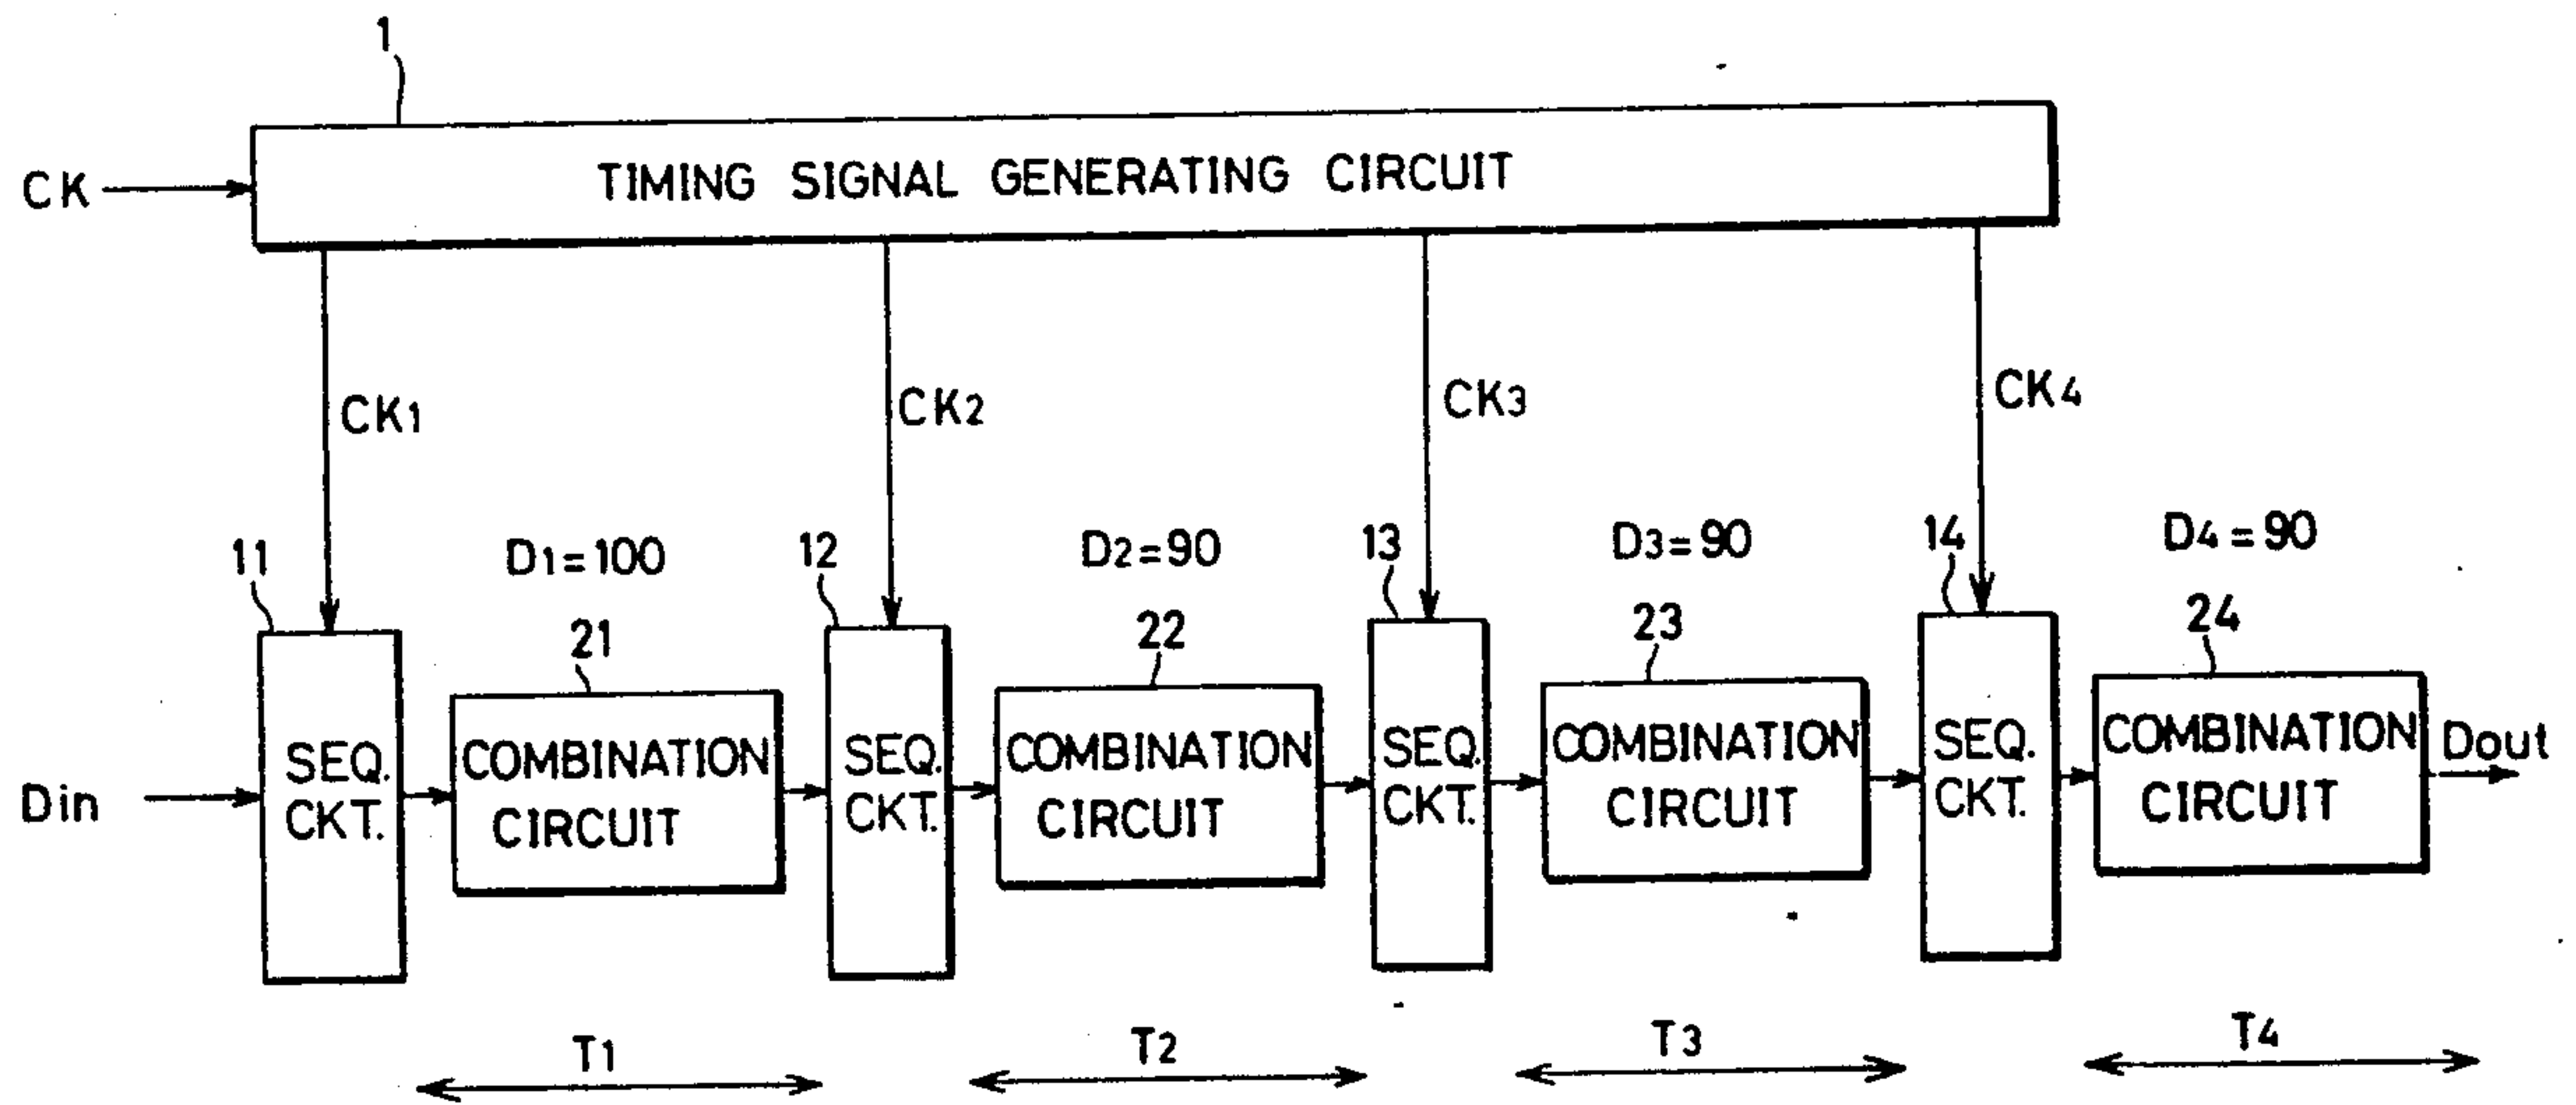 1
CK
TIMING SIGNAL GENERATING CIRCUIT
CK1
CK2
CK3
CK4
11
D1=100
12
D2=90
13
D3=90
14
D4=90
21
22
23
24
Din
SEQ.
CKT.
COMBINATION
CIRCUIT
SEQ.
CKT.
COMBINATION
CIRCUIT
SEQ.
CKT.
COMBINATION
CIRCUIT
SEQ.
CKT.
COMBINATION
CIRCUIT
Dout
T1
T2
T3
T4